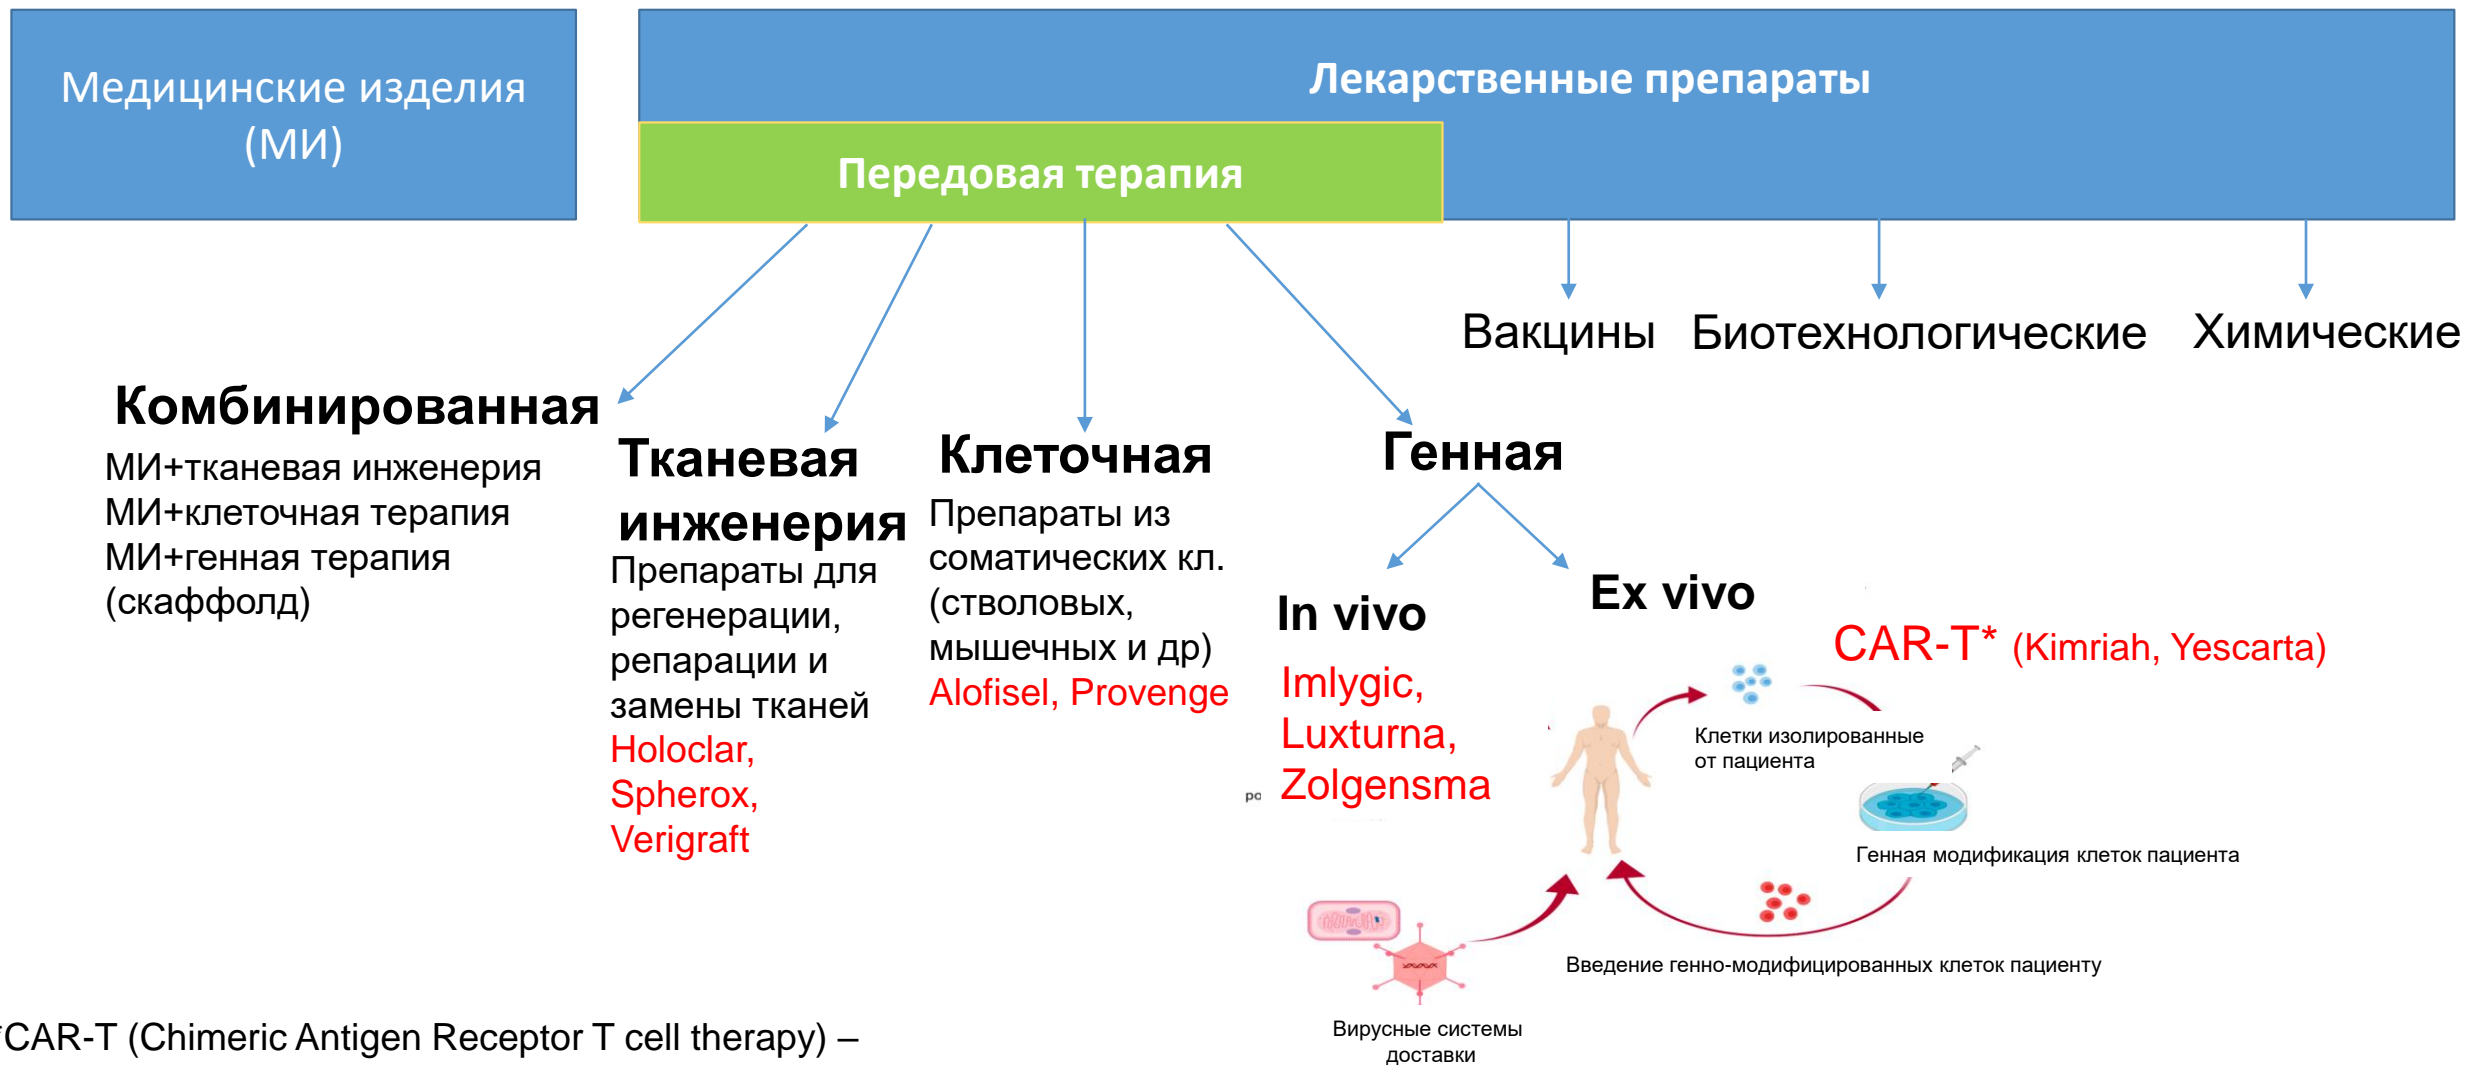 Медицинские изделия
(МИ)
Лекарственные препараты
Передовая терапия
Вакцины
Биотехнологические
Химические
Комбинированная
МИ+тканевая инженерия
МИ+клеточная терапия
МИ+генная терапия
(скаффолд)
Тканевая
инженерия
Препараты для
регенерации,
репарации и
замены тканей
Holoclar,
Spherox,
Verigraft
Клеточная
Препараты из
соматических кл.
(стволовых,
мышечных и др)
Alofisel, Provenge
Генная
In vivo
Imlygic,
Luxturna,
Zolgensma
po
Ex vivo
CAR-T* (Kimriah, Yescarta)
Клетки изолированные
от пациента
Генная модификация клеток пациента
Введение генно-модифицированных клеток пациенту
Вирусные системы
доставки
*CAR-T (Chimeric Antigen Receptor T cell therapy) –